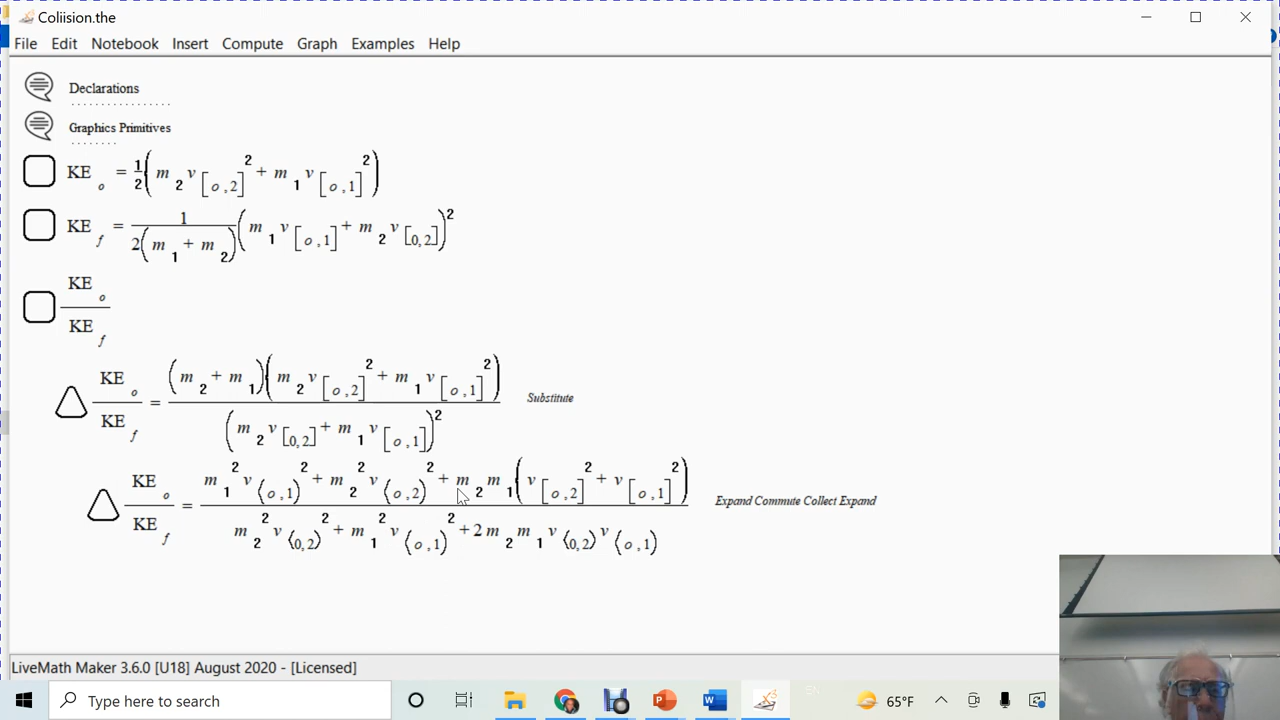 Coliision.the
File Edit Notebook Insert Compute Graph Examples Help
Declarations
Graphics Primitives
KE_o = 1/2 (m_2 v_[o,2]^2 + m_1 v_[o,1]^2)
KE_f = 1/(2(m_1 + m_2)) (m_1 v_[o,1] + m_2 v_[0,2])^2
KE_o / KE_f
KE_o / KE_f = (m_2 + m_1)(m_2 v_[o,2]^2 + m_1 v_[o,1]^2) / (m_2 v_[0,2] + m_1 v_[o,1])^2 Substitute
KE_o / KE_f = (m_1^2 v_(o,1)^2 + m_2^2 v_(o,2)^2 + m_2 m_1 (v_[o,2]^2 + v_[o,1]^2)) / (m_2^2 v_(0,2)^2 + m_1^2 v_(o,1)^2 + 2 m_2 m_1 v_(0,2) v_(o,1)) Expand Commute Collect Expand
LiveMath Maker 3.6.0 [U18] August 2020 - [Licensed]
Type here to search
65°F